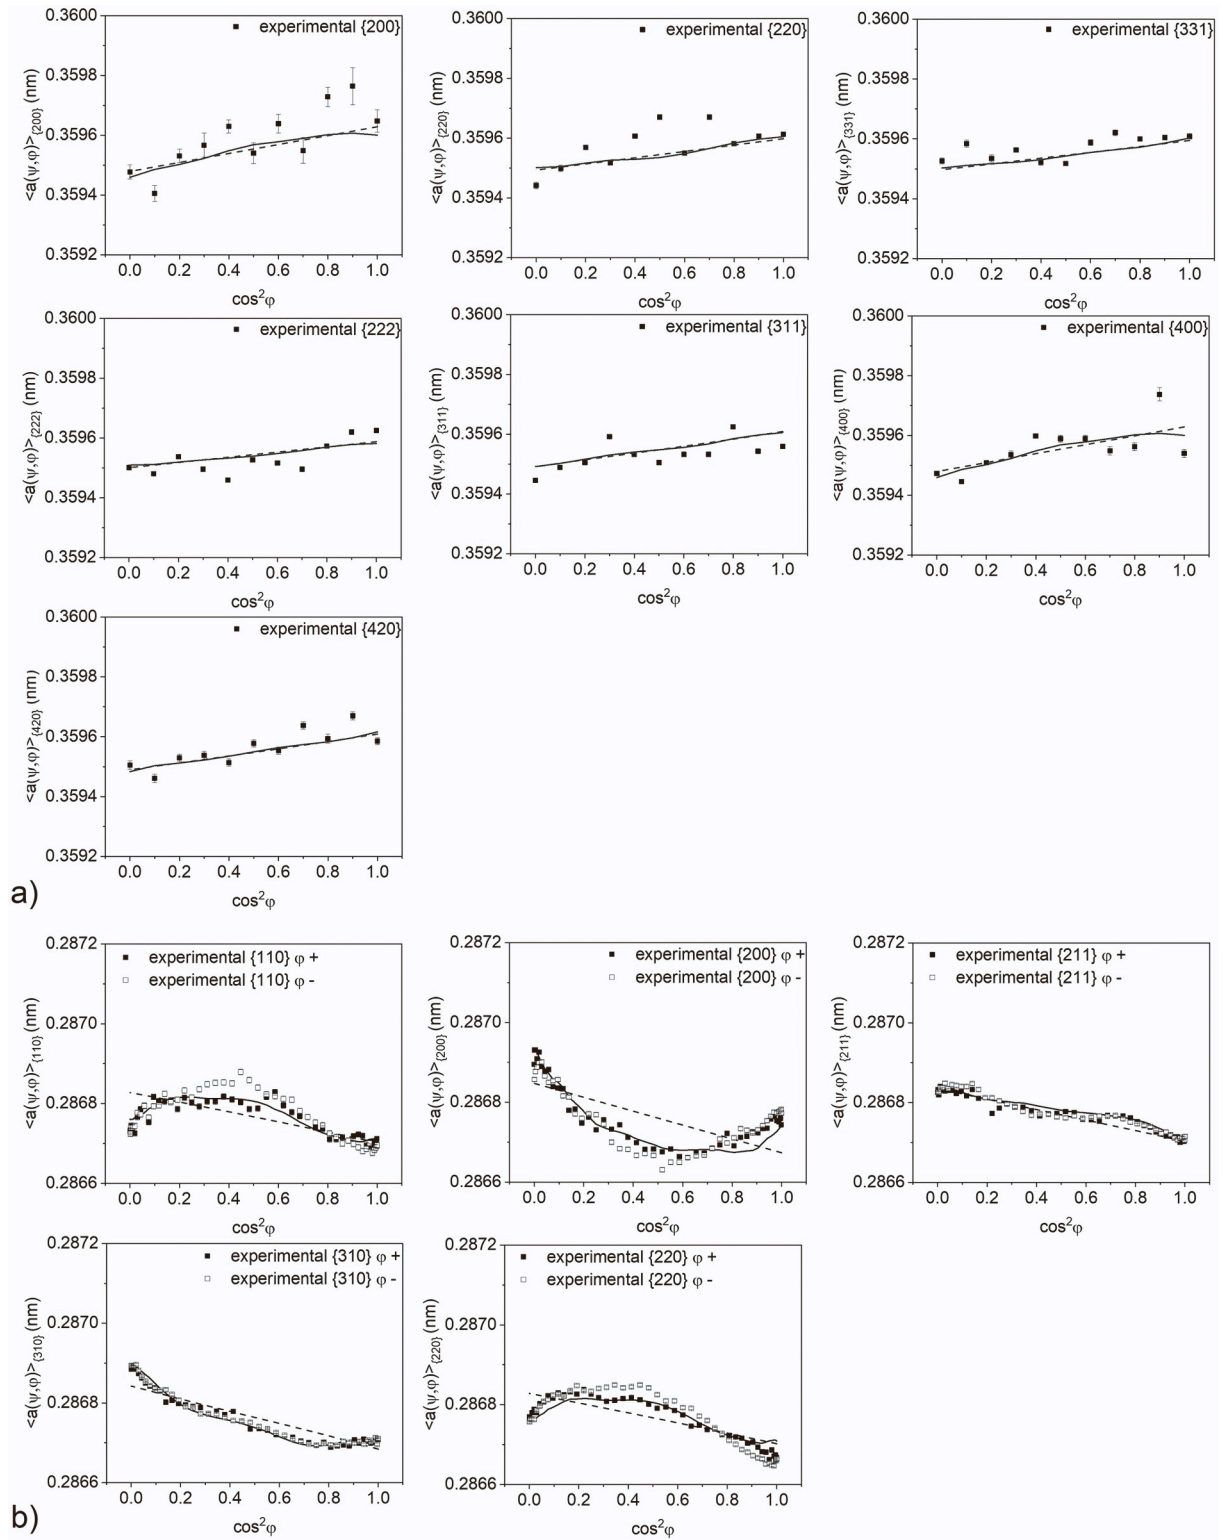 experimental {200}
0.3600
0.3598
0.3596
0.3594
0.3592
<a(ψ,φ)>{200} (nm)
0.0 0.2 0.4 0.6 0.8 1.0
cos²φ
experimental {220}
0.3600
0.3598
0.3596
0.3594
0.3592
<a(ψ,φ)>{220} (nm)
0.0 0.2 0.4 0.6 0.8 1.0
cos²φ
experimental {331}
0.3600
0.3598
0.3596
0.3594
0.3592
<a(ψ,φ)>{331} (nm)
0.0 0.2 0.4 0.6 0.8 1.0
cos²φ
experimental {222}
0.3600
0.3598
0.3596
0.3594
0.3592
<a(ψ,φ)>{222} (nm)
0.0 0.2 0.4 0.6 0.8 1.0
cos²φ
experimental {311}
0.3600
0.3598
0.3596
0.3594
0.3592
<a(ψ,φ)>{311} (nm)
0.0 0.2 0.4 0.6 0.8 1.0
cos²φ
experimental {400}
0.3600
0.3598
0.3596
0.3594
0.3592
<a(ψ,φ)>{400} (nm)
0.0 0.2 0.4 0.6 0.8 1.0
cos²φ
experimental {420}
0.3600
0.3598
0.3596
0.3594
0.3592
<a(ψ,φ)>{420} (nm)
0.0 0.2 0.4 0.6 0.8 1.0
cos²φ
a)
experimental {110} φ +
experimental {110} φ -
0.2872
0.2870
0.2868
0.2866
<a(ψ,φ)>{110} (nm)
0.0 0.2 0.4 0.6 0.8 1.0
cos²φ
experimental {200} φ +
experimental {200} φ -
0.2872
0.2870
0.2868
0.2866
<a(ψ,φ)>{200} (nm)
0.0 0.2 0.4 0.6 0.8 1.0
cos²φ
experimental {211} φ +
experimental {211} φ -
0.2872
0.2870
0.2868
0.2866
<a(ψ,φ)>{211} (nm)
0.0 0.2 0.4 0.6 0.8 1.0
cos²φ
experimental {310} φ +
experimental {310} φ -
0.2872
0.2870
0.2868
0.2866
<a(ψ,φ)>{310} (nm)
0.0 0.2 0.4 0.6 0.8 1.0
cos²φ
experimental {220} φ +
experimental {220} φ -
0.2872
0.2870
0.2868
0.2866
<a(ψ,φ)>{220} (nm)
0.0 0.2 0.4 0.6 0.8 1.0
cos²φ
b)